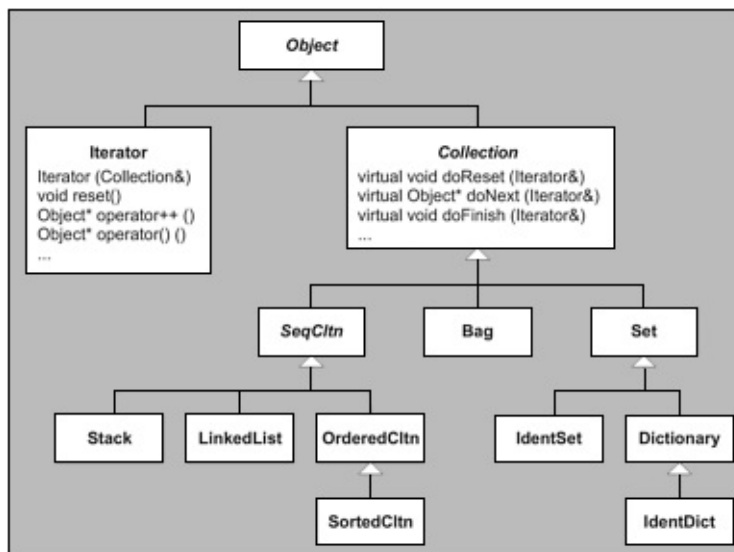 Object
Iterator
Iterator (Collection&)
void reset()
Object* operator++ ()
Object* operator() ()
...
Collection
virtual void doReset (Iterator&)
virtual Object* doNext (Iterator&)
virtual void doFinish (Iterator&)
...
SeqCltn
Bag
Set
Stack
LinkedList
OrderedCltn
IdentSet
Dictionary
SortedCltn
IdentDict